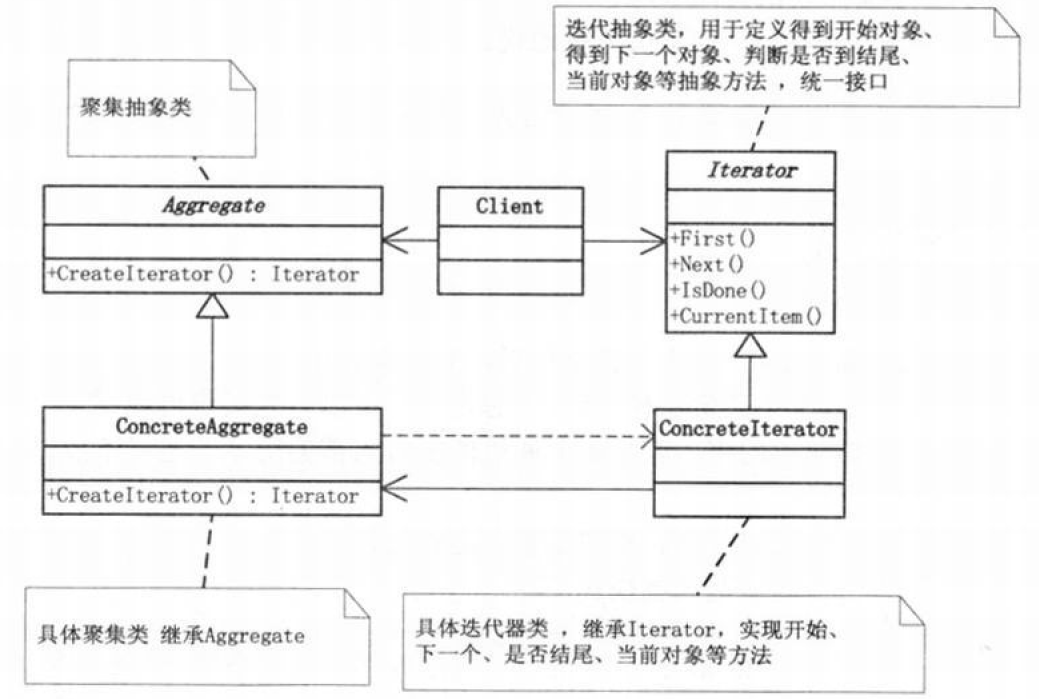 迭代抽象类，用于定义得到开始对象、
得到下一个对象、判断是否到结尾、
当前对象等抽象方法 ，统一接口
聚集抽象类
Iterator
+First()
+Next()
+IsDone()
+CurrentItem()
Aggregate
+CreateIterator() : Iterator
Client
ConcreteAggregate
+CreateIterator() : Iterator
ConcreteIterator
具体聚集类 继承Aggregate
具体迭代器类 ，继承Iterator，实现开始、
下一个、是否结尾、当前对象等方法